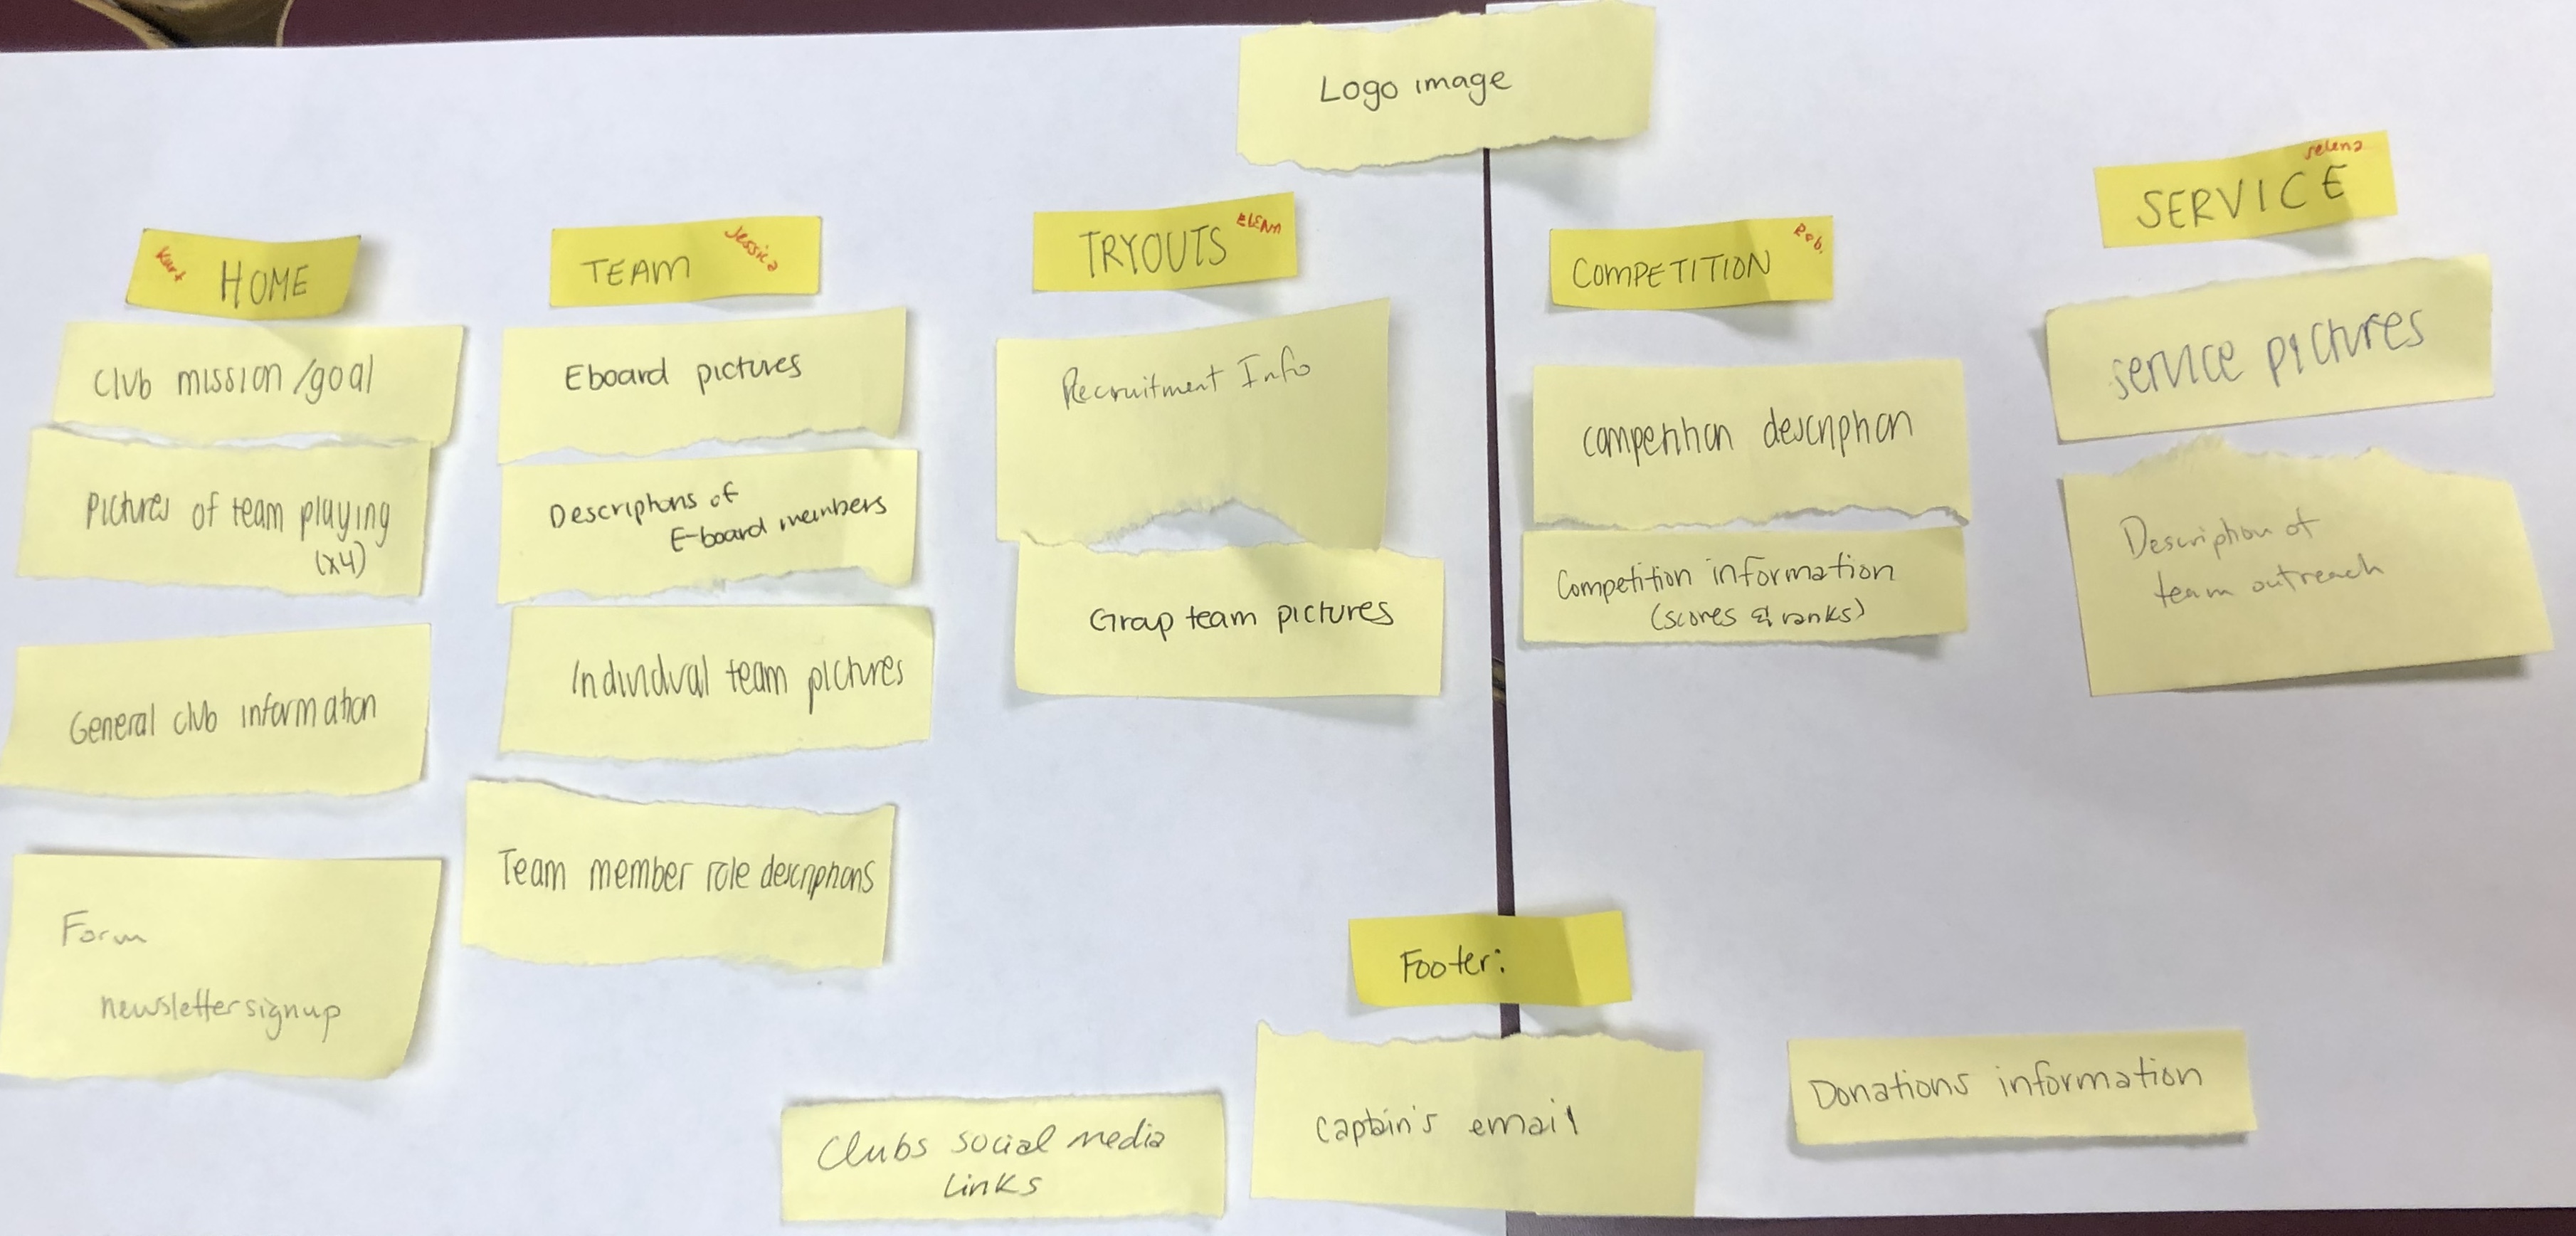 Logo image
Kurt
HOME
Club mission/goal
Pictures of team playing
(x4)
General club information
Form
newsletter signup
TEAM
Jessica
Eboard pictures
Descriptions of
E-board members
Individual team pictures
Team member role descriptions
TRYOUTS
ELENA
Recruitment Info
Group team pictures
COMPETITION
Rob.
competition description
Competition information
(scores & ranks)
selena
SERVICE
service pictures
Description of
team outreach
Footer:
Clubs social media
links
captain's email
Donations information